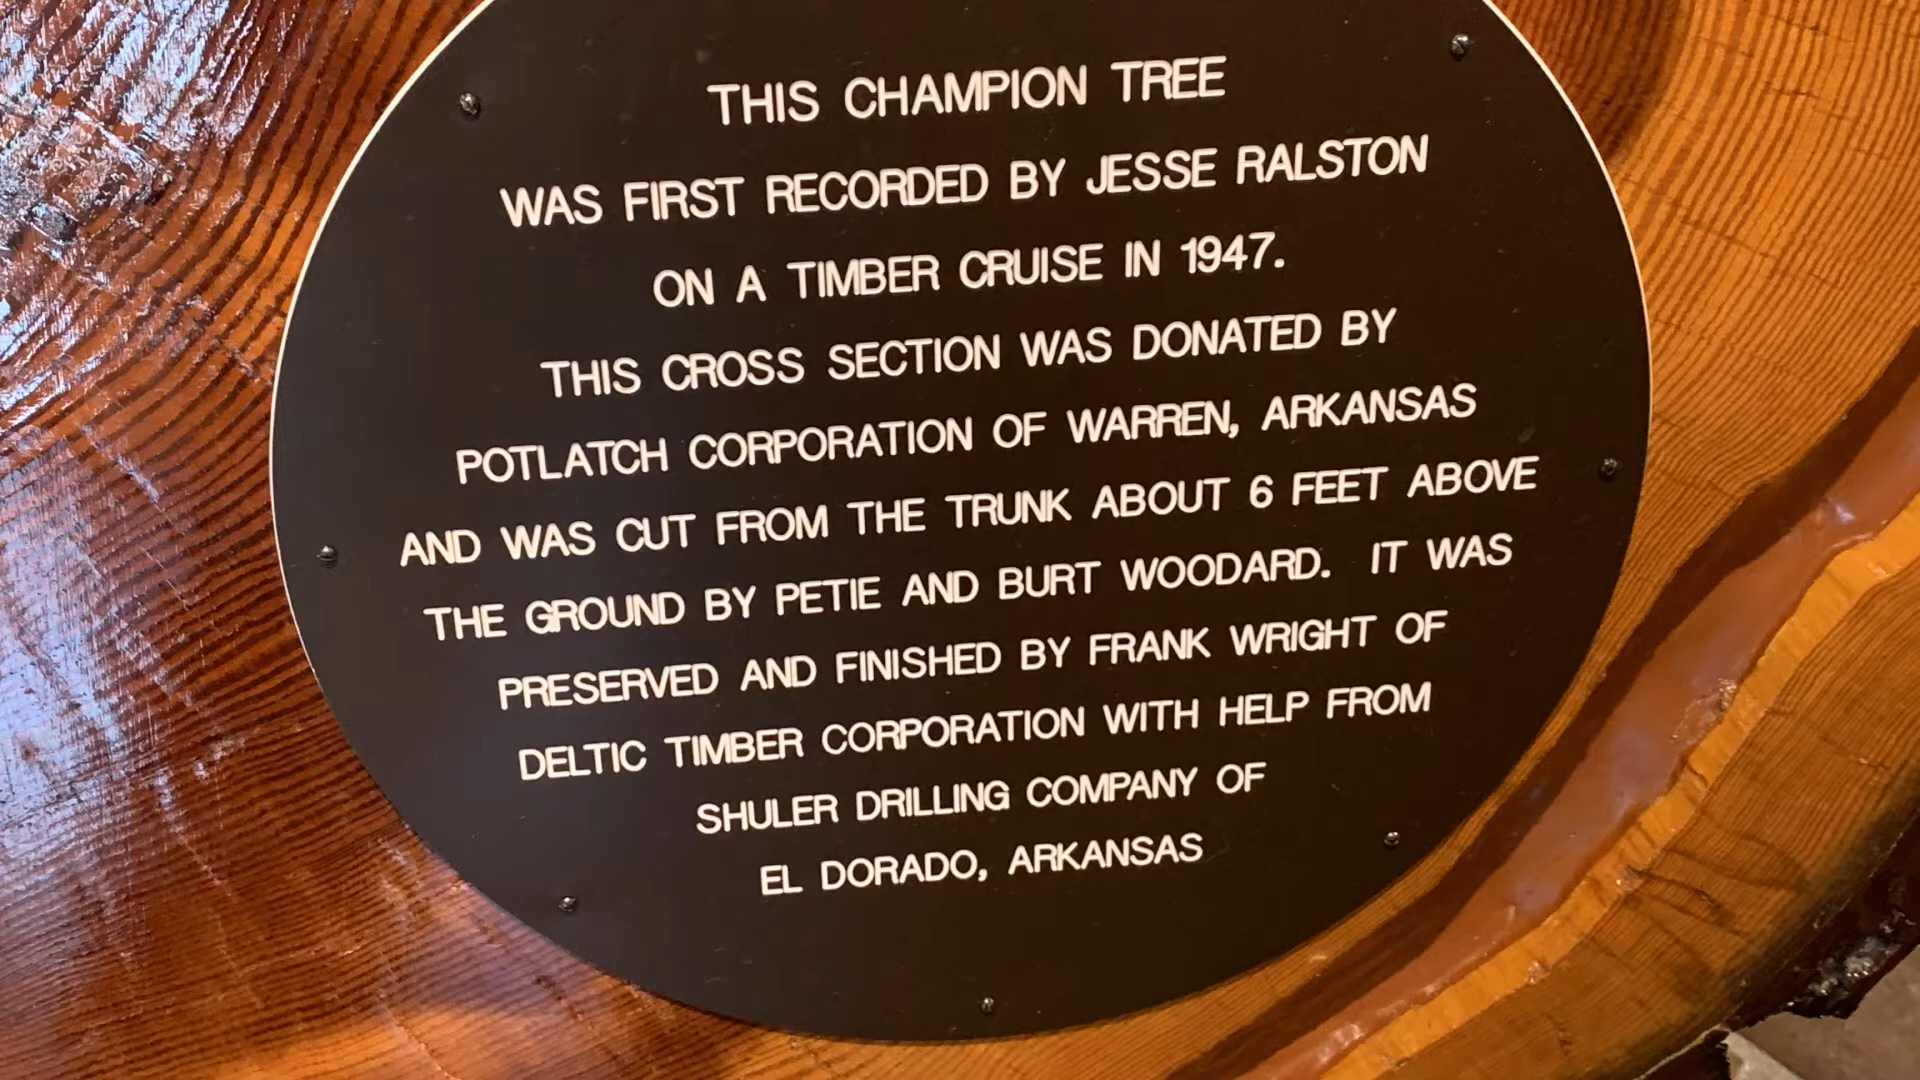 THIS CHAMPION TREE
WAS FIRST RECORDED BY JESSE RALSTON
ON A TIMBER CRUISE IN 1947.
THIS CROSS SECTION WAS DONATED BY
POTLATCH CORPORATION OF WARREN, ARKANSAS
AND WAS CUT FROM THE TRUNK ABOUT 6 FEET ABOVE
THE GROUND BY PETIE AND BURT WOODARD. IT WAS
PRESERVED AND FINISHED BY FRANK WRIGHT OF
DELTIC TIMBER CORPORATION WITH HELP FROM
SHULER DRILLING COMPANY OF
EL DORADO, ARKANSAS